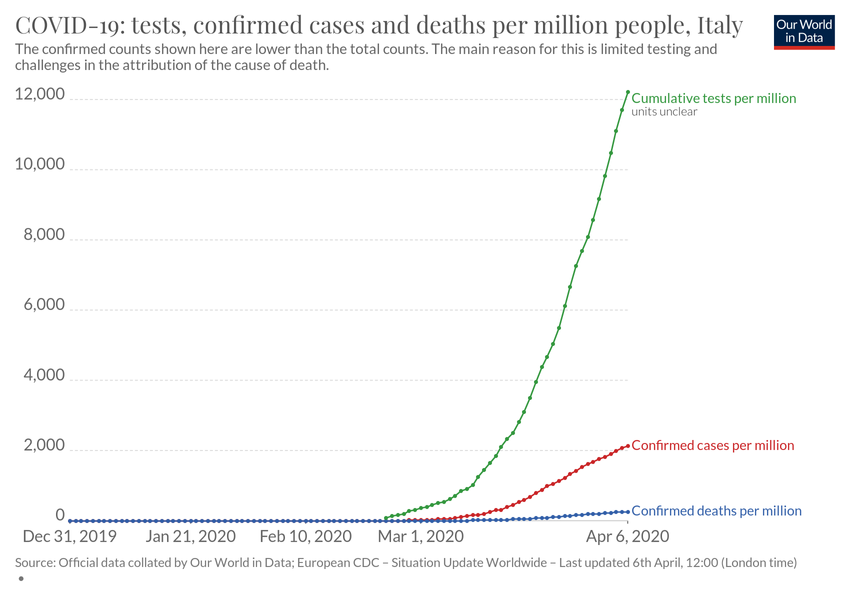 COVID-19: tests, confirmed cases and deaths per million people, Italy
Our World
in Data
The confirmed counts shown here are lower than the total counts. The main reason for this is limited testing and
challenges in the attribution of the cause of death.
12,000
Cumulative tests per million
units unclear
10,000
8,000
6,000
4,000
2,000
Confirmed cases per million
0
Confirmed deaths per million
Dec 31, 2019
Jan 21, 2020
Feb 10, 2020
Mar 1, 2020
Apr 6, 2020
Source: Official data collated by Our World in Data; European CDC – Situation Update Worldwide – Last updated 6th April, 12:00 (London time)
•